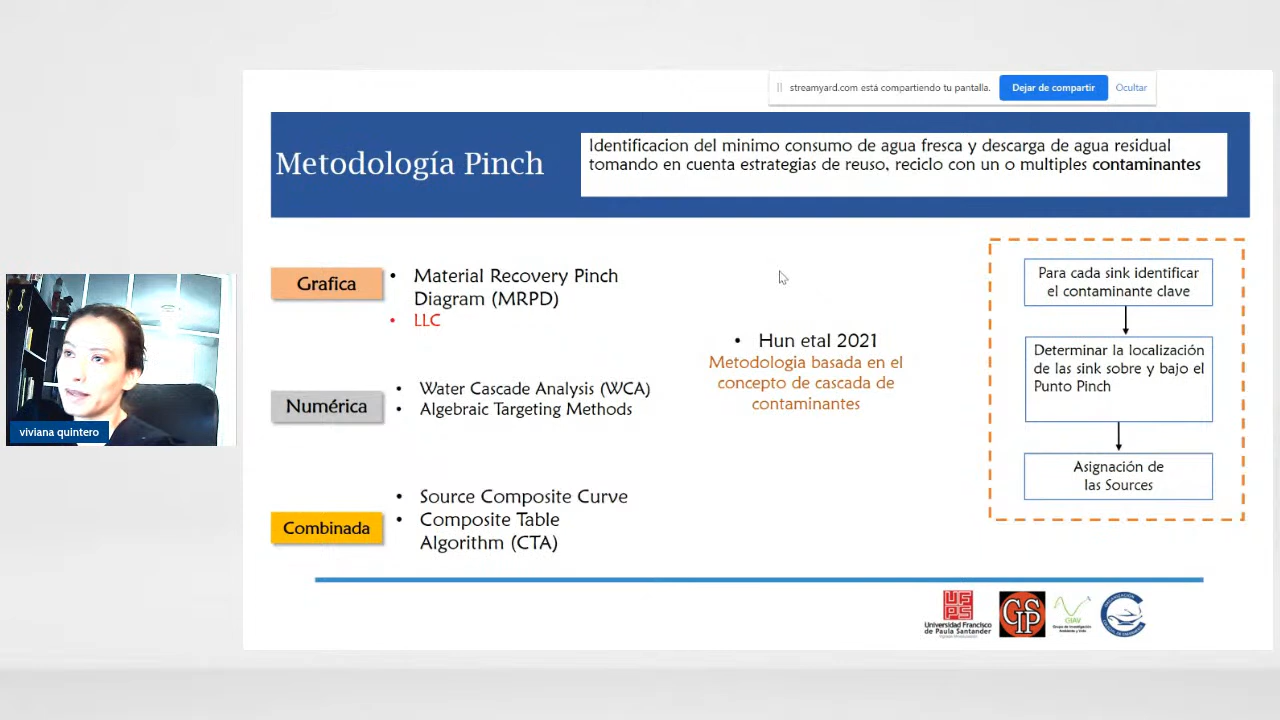 streamyard.com está compartiendo tu pantalla.
Dejar de compartir
Ocultar
Metodología Pinch
Identificacion del minimo consumo de agua fresca y descarga de agua residual
tomando en cuenta estrategias de reuso, reciclo con un o multiples contaminantes
Grafica
• Material Recovery Pinch
Diagram (MRPD)
• LLC
Numérica
• Water Cascade Analysis (WCA)
• Algebraic Targeting Methods
Combinada
• Source Composite Curve
• Composite Table
Algorithm (CTA)
• Hun etal 2021
Metodologia basada en el
concepto de cascada de
contaminantes
Para cada sink identificar
el contaminante clave
Determinar la localización
de las sink sobre y bajo el
Punto Pinch
Asignación de
las Sources
viviana quintero
UFPS
Universidad Francisco
de Paula Santander
GIAV